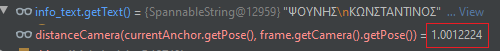 info_text.getText() = {SpannableString@12959} "ΨΟΥΝΗΣ\nΚΩΝΣΤΑΝΤΙΝΟΣ" ... View
distanceCamera(currentAnchor.getPose(), frame.getCamera().getPose()) = 1.0012224